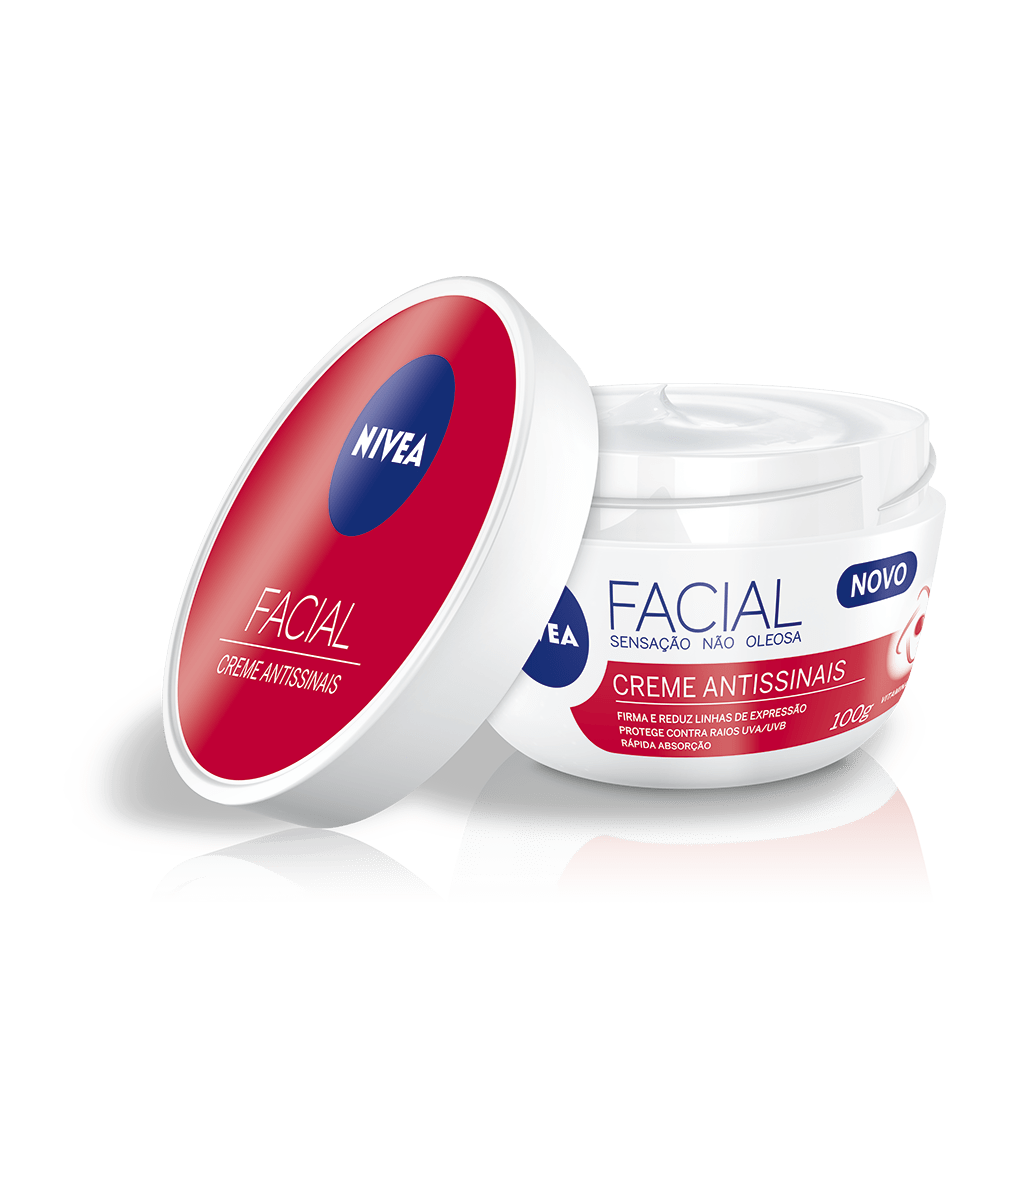 NIVEA
FACIAL
CREME ANTISSINAIS
NOVO
FACIAL
SENSAÇÃO NÃO OLEOSA
CREME ANTISSINAIS
FIRMA E REDUZ LINHAS DE EXPRESSÃO
PROTEGE CONTRA RAIOS UVA/UVB
RÁPIDA ABSORÇÃO
100g